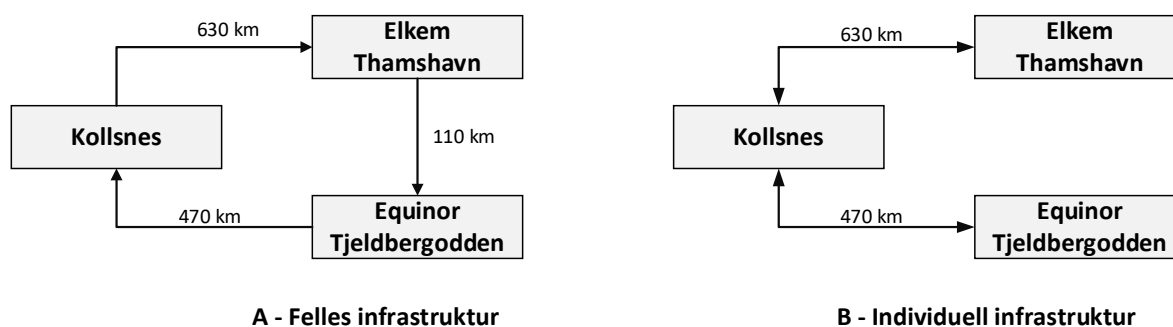 630 km
Elkem
Thamshavn
Kollsnes
110 km
470 km
Equinor
Tjeldbergodden
A - Felles infrastruktur
630 km
Elkem
Thamshavn
Kollsnes
470 km
Equinor
Tjeldbergodden
B - Individuell infrastruktur